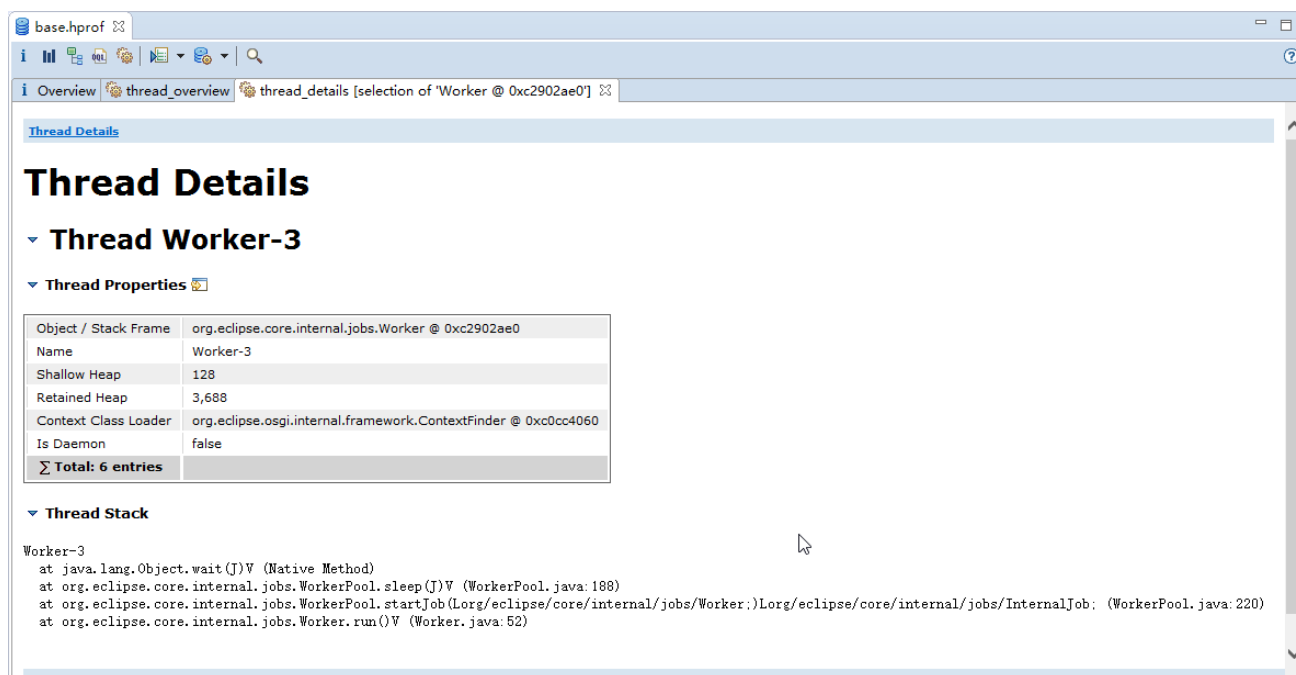 base.hprof
i OQL
i Overview thread_overview thread_details [selection of 'Worker @ 0xc2902ae0']
Thread Details
Thread Details
Thread Worker-3
Thread Properties
Object / Stack Frame org.eclipse.core.internal.jobs.Worker @ 0xc2902ae0
Name Worker-3
Shallow Heap 128
Retained Heap 3,688
Context Class Loader org.eclipse.osgi.internal.framework.ContextFinder @ 0xc0cc4060
Is Daemon false
∑ Total: 6 entries
Thread Stack
Worker-3
at java.lang.Object.wait(J)V (Native Method)
at org.eclipse.core.internal.jobs.WorkerPool.sleep(J)V (WorkerPool.java:188)
at org.eclipse.core.internal.jobs.WorkerPool.startJob(Lorg/eclipse/core/internal/jobs/Worker;)Lorg/eclipse/core/internal/jobs/InternalJob; (WorkerPool.java:220)
at org.eclipse.core.internal.jobs.Worker.run()V (Worker.java:52)